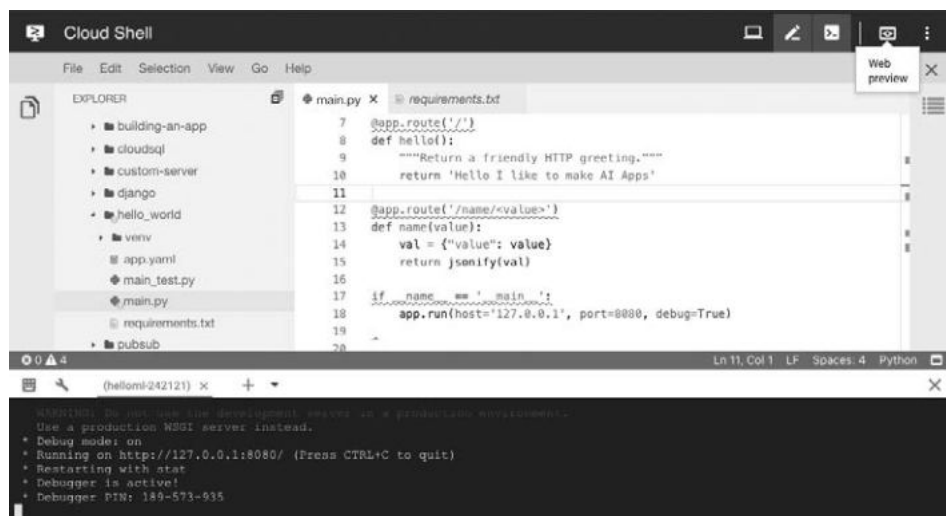 Cloud Shell
Web preview
File Edit Selection View Go Help
EXPLORER
building-an-app
cloudsql
custom-server
django
hello_world
venv
app.yaml
main_test.py
main.py
requirements.txt
pubsub
main.py × requirements.txt
7 @app.route('/')
8 def hello():
9 """Return a friendly HTTP greeting."""
10 return 'Hello I like to make AI Apps'
11
12 @app.route('/name/<value>')
13 def name(value):
14 val = {"value": value}
15 return jsonify(val)
16
17 if __name__ == '__main__':
18 app.run(host='127.0.0.1', port=8080, debug=True)
19
20
0 4 Ln 11, Col 1 LF Spaces: 4 Python
(helloml-242121) ×
WARNING: Do not use the development server in a production environment.
Use a production WSGI server instead.
* Debug mode: on
* Running on http://127.0.0.1:8080/ (Press CTRL+C to quit)
* Restarting with stat
* Debugger is active!
* Debugger PIN: 189-573-935